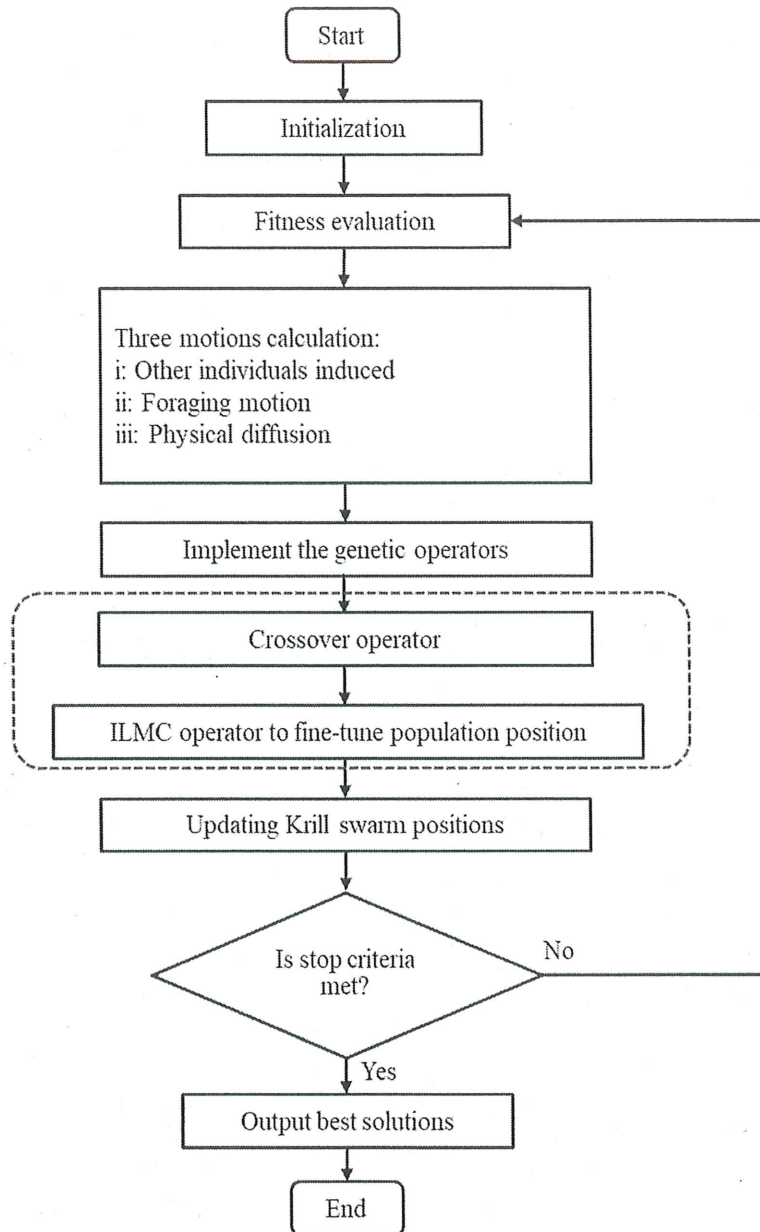 Start
Initialization
Fitness evaluation
Three motions calculation:
i: Other individuals induced
ii: Foraging motion
iii: Physical diffusion
Implement the genetic operators
Crossover operator
ILMC operator to fine-tune population position
Updating Krill swarm positions
Is stop criteria
met?
No
Yes
Output best solutions
End